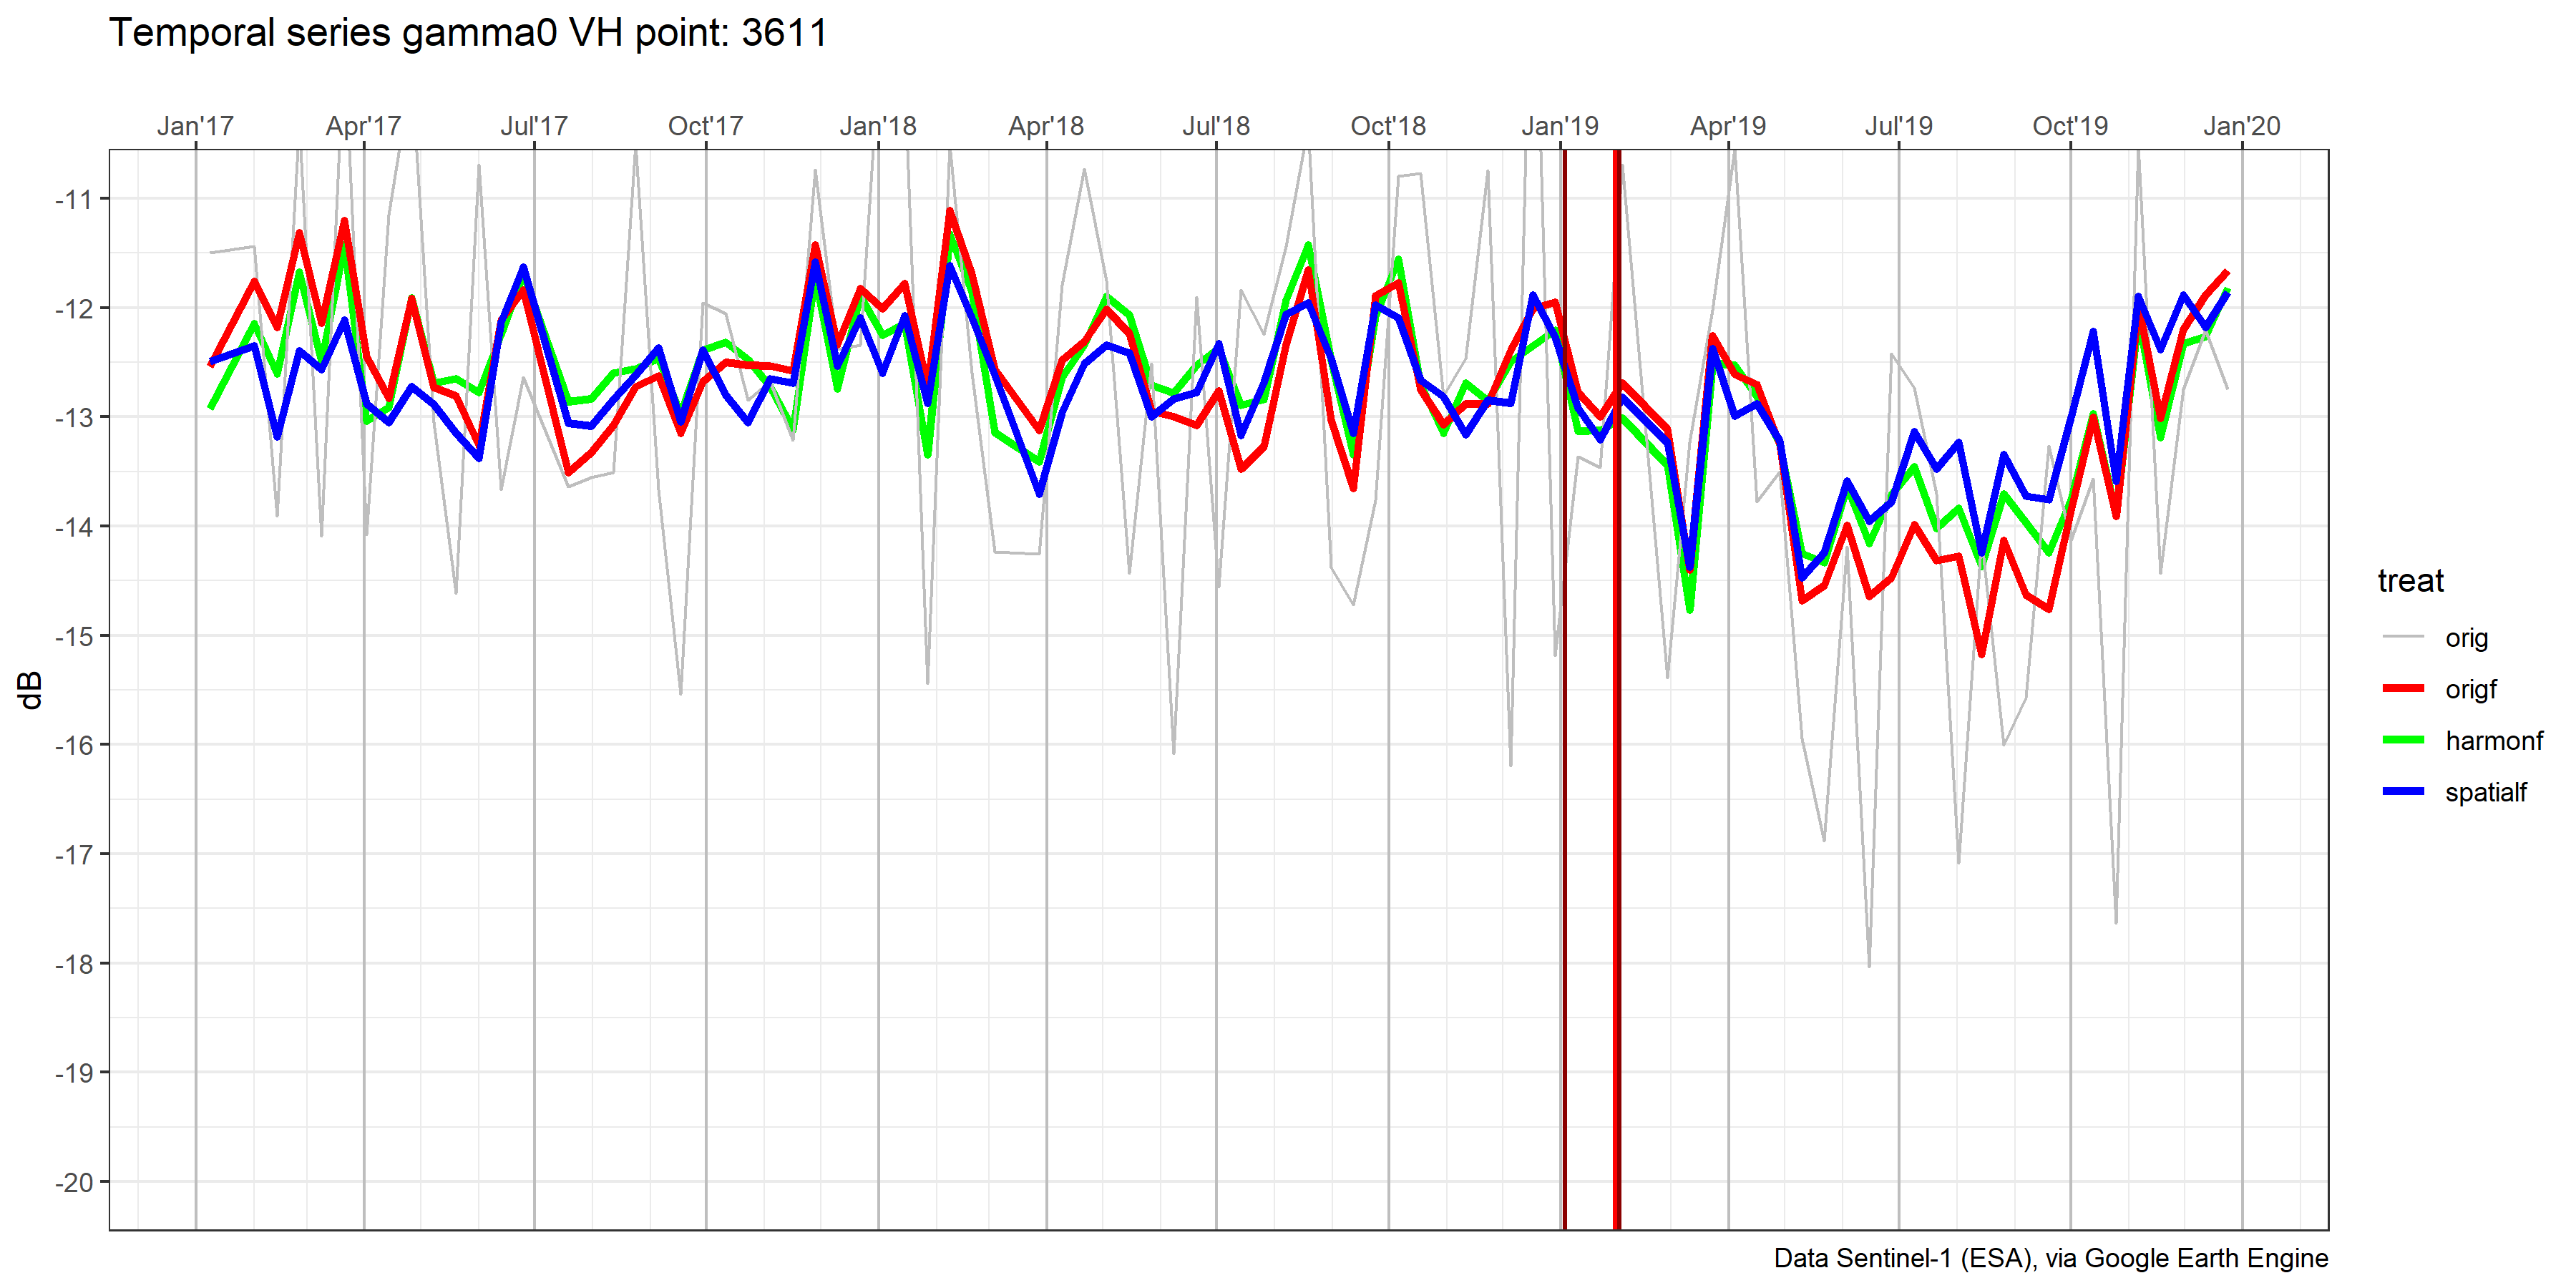 Temporal series gamma0 VH point: 3611
Jan'17 Apr'17 Jul'17 Oct'17 Jan'18 Apr'18 Jul'18 Oct'18 Jan'19 Apr'19 Jul'19 Oct'19 Jan'20
-11
-12
-13
-14
-15
-16
-17
-18
-19
-20
dB
treat
orig
origf
harmonf
spatialf
Data Sentinel-1 (ESA), via Google Earth Engine